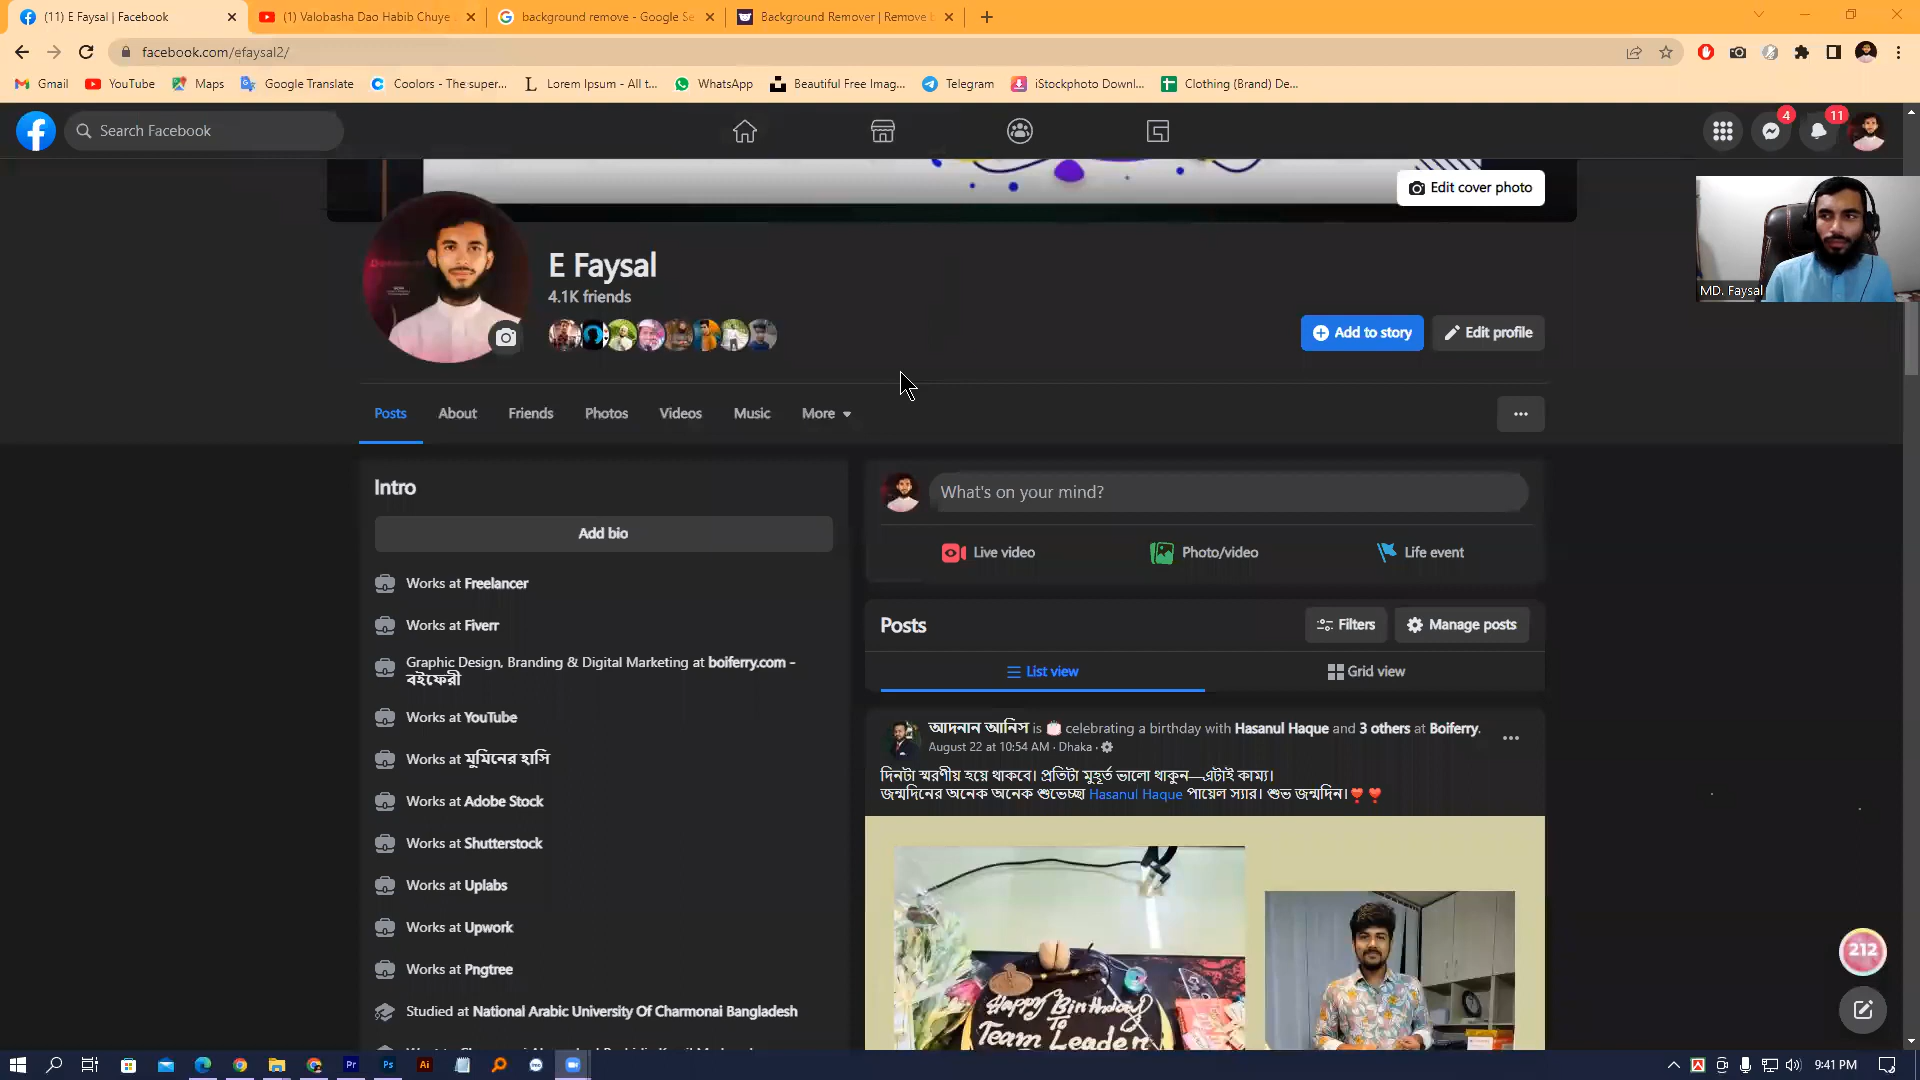 (11) E Faysal | Facebook
(1) Valobasha Dao Habib Chuye
background remove - Google Se
Background Remover | Remove b
facebook.com/efaysal2/
Gmail
YouTube
Maps
Google Translate
Coolors - The super...
Lorem Ipsum - All t...
WhatsApp
Beautiful Free Imag...
Telegram
iStockphoto Downl...
Clothing (Brand) De...
Search Facebook
4
11
Edit cover photo
MD. Faysal
E Faysal
4.1K friends
Add to story
Edit profile
Posts
About
Friends
Photos
Videos
Music
More
Intro
Add bio
Works at Freelancer
Works at Fiverr
Graphic Design, Branding & Digital Marketing at boiferry.com -
বইফেরী
Works at YouTube
Works at মুমিনের হাসি
Works at Adobe Stock
Works at Shutterstock
Works at Uplabs
Works at Upwork
Works at Pngtree
Studied at National Arabic University Of Charmonai Bangladesh
What's on your mind?
Live video
Photo/video
Life event
Posts
Filters
Manage posts
List view
Grid view
আদনান আনিস is celebrating a birthday with Hasanul Haque and 3 others at Boiferry.
August 22 at 10:54 AM · Dhaka ·
দিনটা স্মরণীয় হয়ে থাকবে। প্রতিটা মুহূর্ত ভালো থাকুন—এটাই কাম্য।
জন্মদিনের অনেক অনেক শুভেচ্ছা Hasanul Haque পায়েল স্যার। শুভ জন্মদিন।
Happy Birthday
To
Team Leader
212
Pr
Ps
Ai
9:41 PM